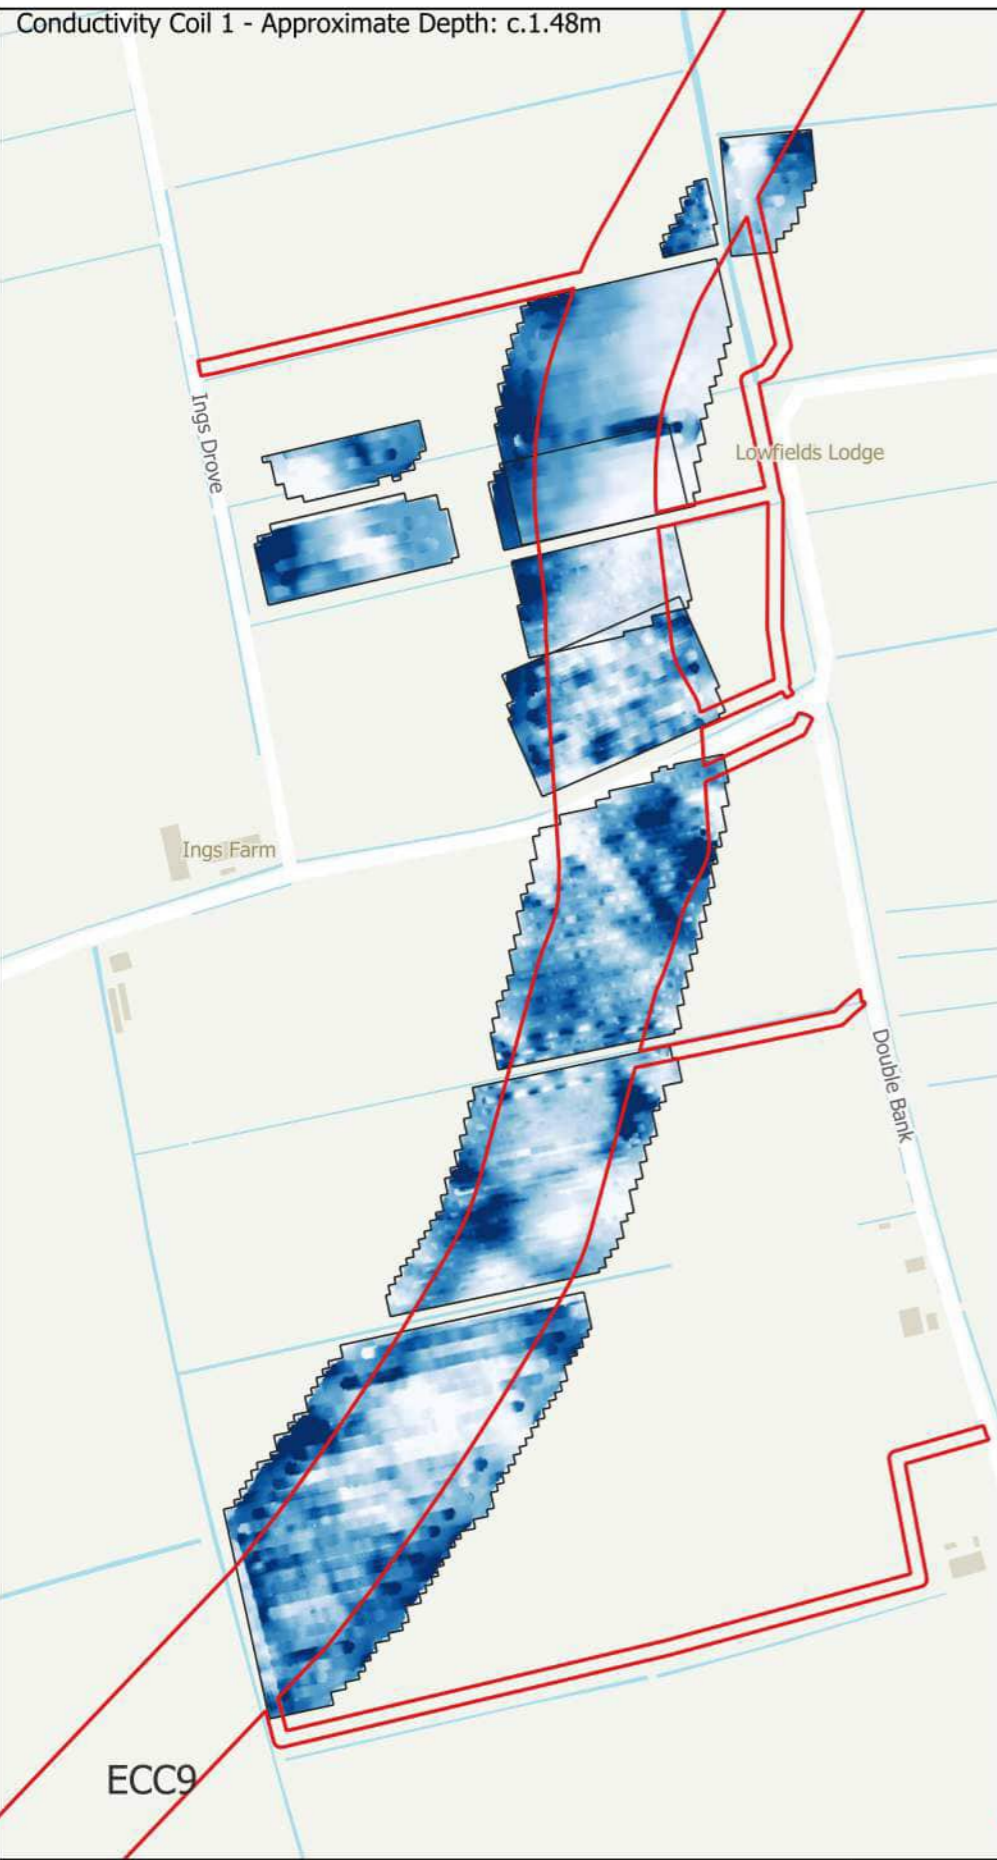 Conductivity Coil 1 - Approximate Depth: c.1.48m
Ings Drove
Lowfields Lodge
Ings Farm
Double Bank
ECC9